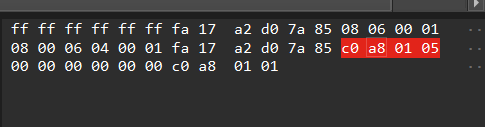 ff ff ff ff ff ff fa 17 a2 d0 7a 85 08 06 00 01 ··
08 00 06 04 00 01 fa 17 a2 d0 7a 85 c0 a8 01 05 ··
00 00 00 00 00 00 c0 a8 01 01 ··